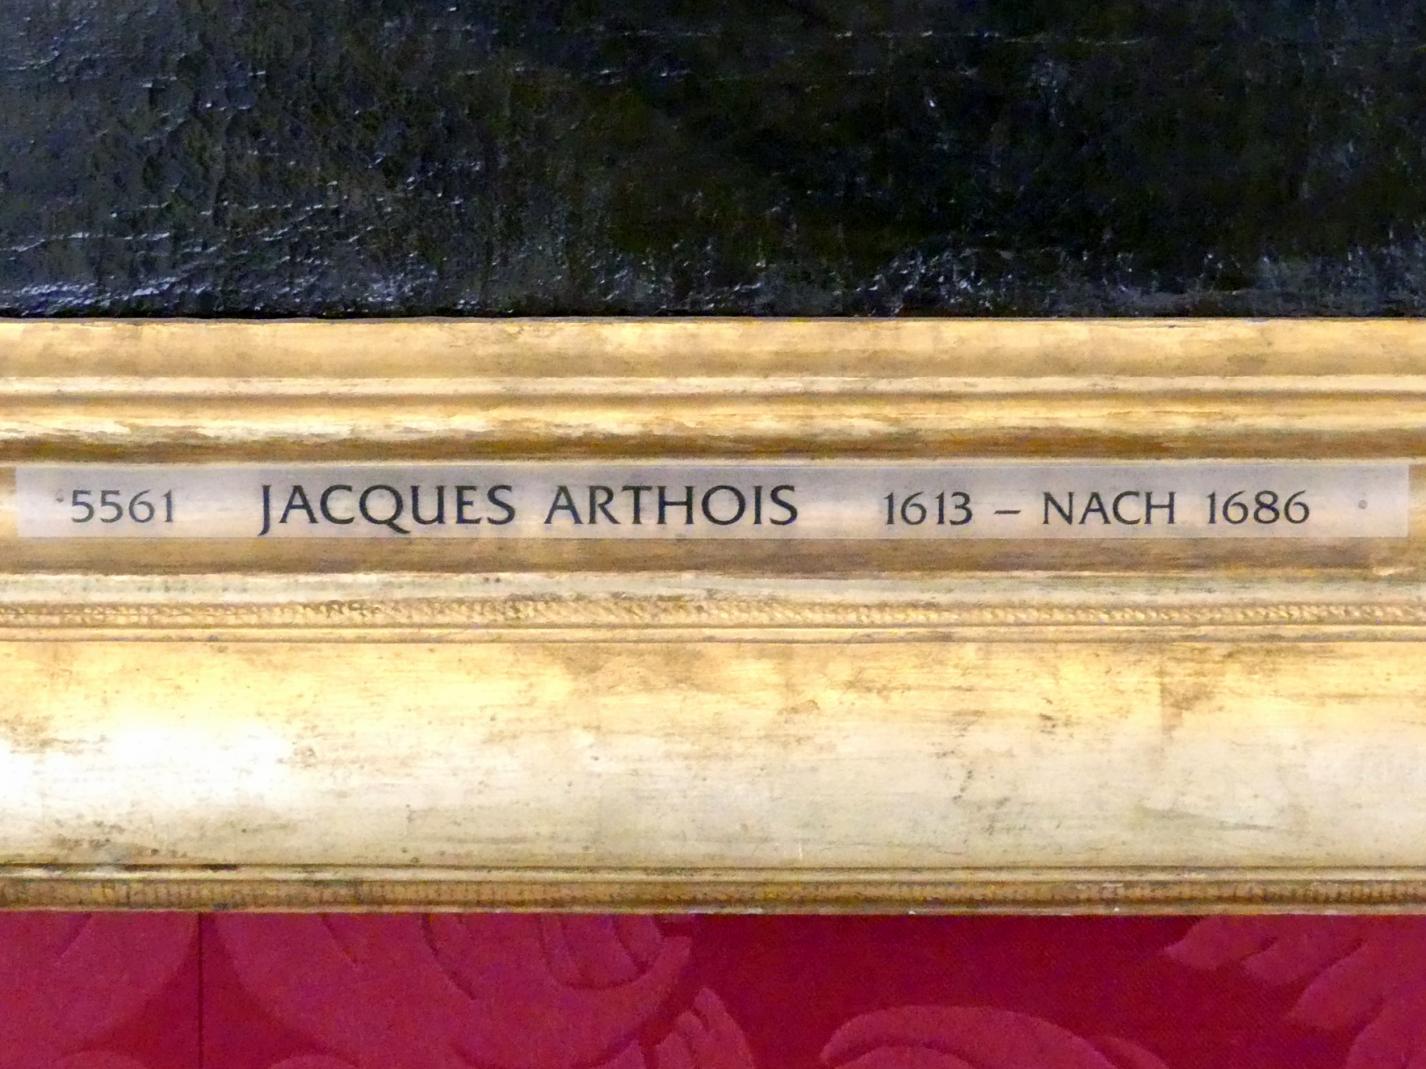 5561 JACQUES ARTHOIS 1613 – NACH 1686